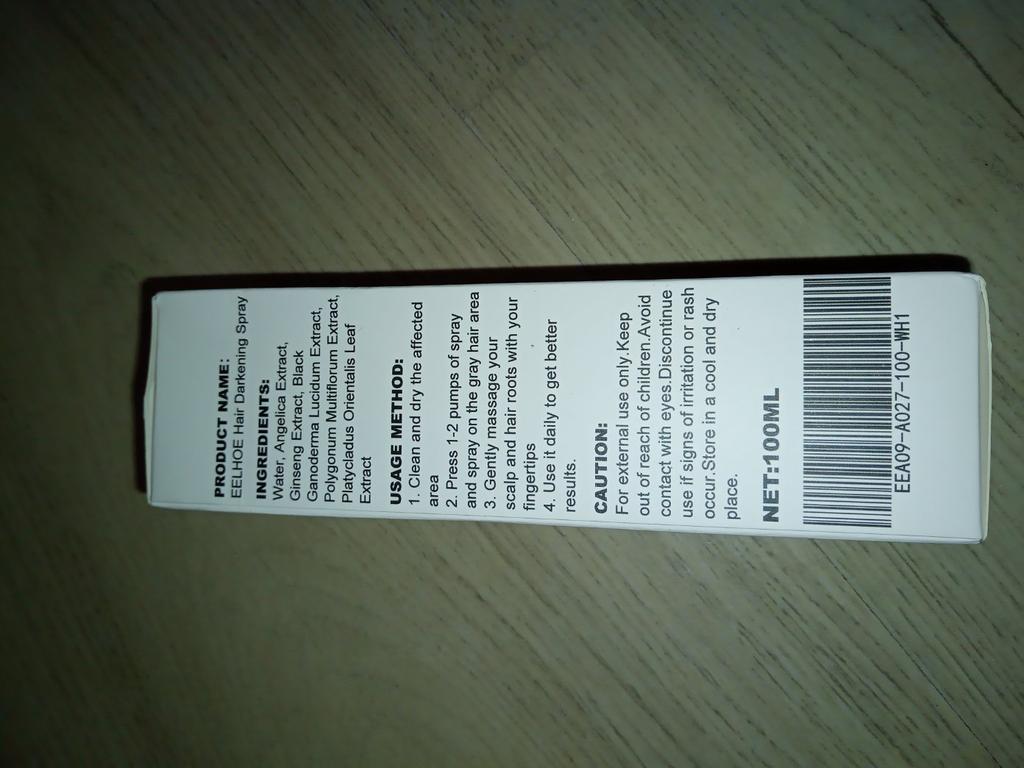 PRODUCT NAME:
EELHOE Hair Darkening Spray
INGREDIENTS:
Water, Angelica Extract,
Ginseng Extract, Black
Ganoderma Lucidum Extract,
Polygonum Multiflorum Extract,
Platycladus Orientalis Leaf
Extract
USAGE METHOD:
1. Clean and dry the affected
area
2. Press 1-2 pumps of spray
and spray on the gray hair area
3. Gently massage your
scalp and hair roots with your
fingertips
4. Use it daily to get better
results.
CAUTION:
For external use only.Keep
out of reach of children.Avoid
contact with eyes.Discontinue
use if signs of irritation or rash
occur.Store in a cool and dry
place.
NET:100ML
EEA09-A027-100-WH1